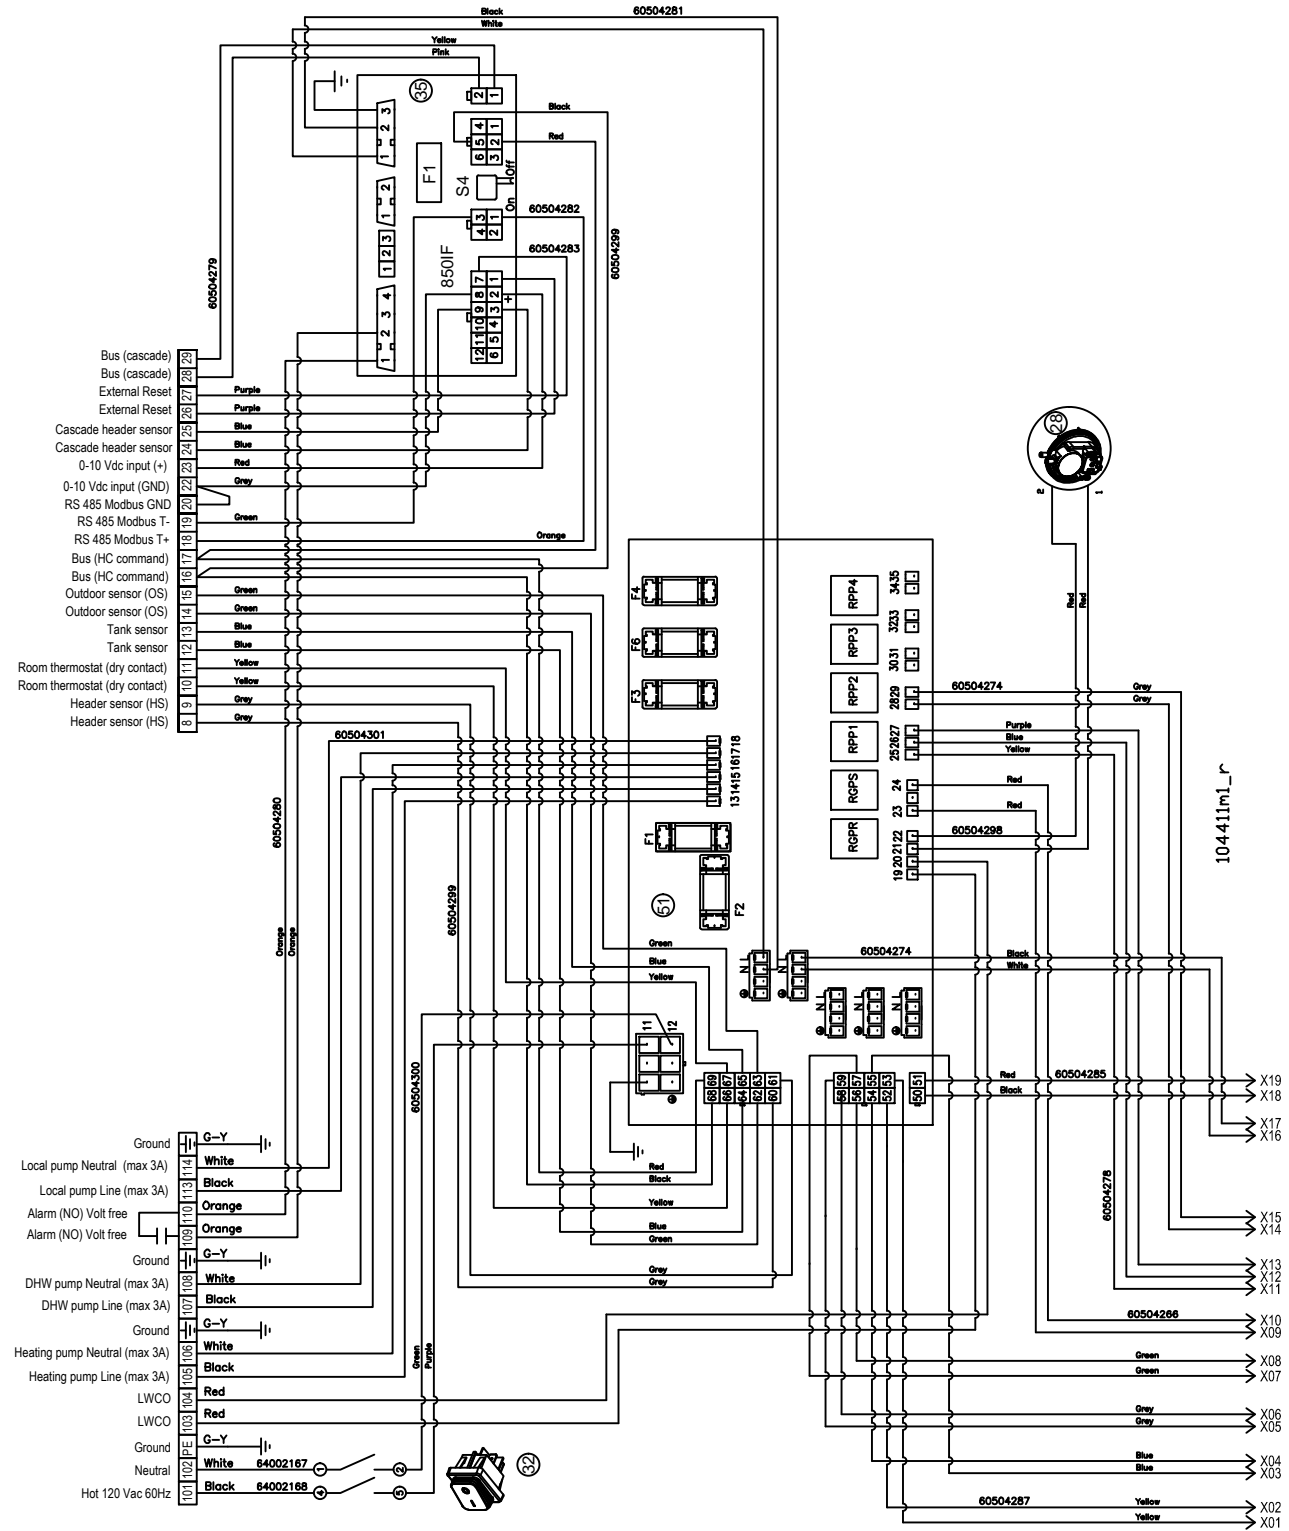 Black
60504281
White
Yellow
Pink
35
3
2
1
2 1
Black
4 1
5 2
6 3
Red
F1
S4
Off
On
2
1
3 1
4 2
60504282
3
2
1
850IF
60504283
60504299
60504279
4
3
2
1
7 1
8 2
9 3
10 4
11 5
12 6
+
Bus (cascade) 29
Bus (cascade) 28
External Reset 27 Purple
External Reset 26 Purple
Cascade header sensor 25 Blue
Cascade header sensor 24 Blue
0-10 Vdc input (+) 23 Red
0-10 Vdc input (GND) 22 Grey
RS 485 Modbus GND 20
RS 485 Modbus T- 19 Green
RS 485 Modbus T+ 18 Orange
Bus (HC command) 17
Bus (HC command) 16
Outdoor sensor (OS) 15 Green
Outdoor sensor (OS) 14 Green
Tank sensor 13 Blue
Tank sensor 12 Blue
Room thermostat (dry contact) 11 Yellow
Room thermostat (dry contact) 10 Yellow
Header sensor (HS) 9 Grey
Header sensor (HS) 8 Grey
28
2
1
Red
Red
F4
RPP4
3435
F6
RPP3
3233
3031
F3
RPP2
2829
60504274
Grey
Grey
60504301
131415161718
RPP1
252627
Purple
Blue
Yellow
RGPS
24
23
Red
Red
RGPR
19 202122
60504298
104411m1_r
F1
F2
51
60504280
Orange
Orange
60504299
Green
Blue
Yellow
N
N
60504274
Black
White
N
N
N
11
12
60504300
69 67 65 63 61
68 66 64 62 60
59 57 55 53
58 56 54 52
51
50
Red
60504285
Black
X19
X18
X17
X16
Ground G-Y
Local pump Neutral (max 3A) 114 White
Local pump Line (max 3A) 113 Black
Alarm (NO) Volt free 110 Orange
Alarm (NO) Volt free 109 Orange
Ground G-Y
DHW pump Neutral (max 3A) 108 White
DHW pump Line (max 3A) 107 Black
Ground G-Y
Heating pump Neutral (max 3A) 106 White
Heating pump Line (max 3A) 105 Black
LWCO 104 Red
LWCO 103 Red
Ground PE G-Y
Neutral 102 White 64002167 1 2
Hot 120 Vac 60Hz 101 Black 64002168 4 5
Green
Purple
32
Red
Black
Yellow
Blue
Green
Grey
Grey
60504278
X15
X14
X13
X12
X11
60504266
X10
X09
Green X08
Green X07
Grey X06
Grey X05
Blue X04
Blue X03
60504287
Yellow X02
Yellow X01